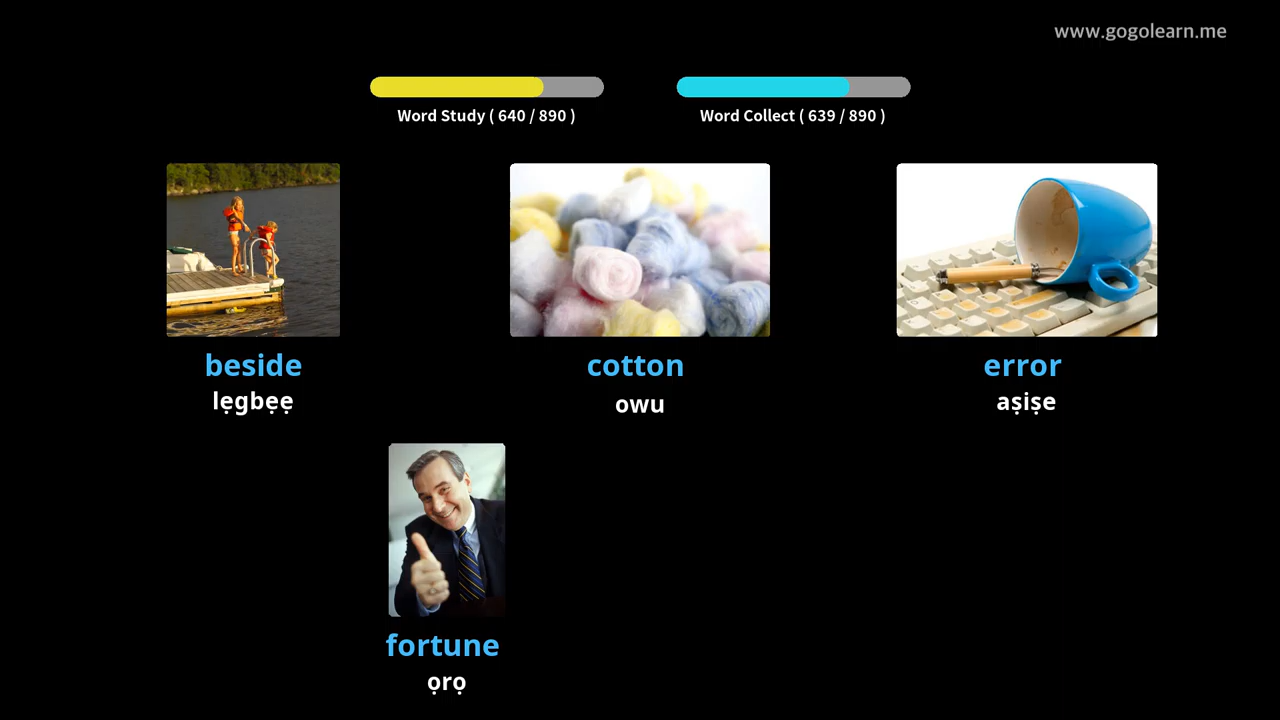 www.gogolearn.me
Word Study ( 640 / 890 )
Word Collect ( 639 / 890 )
beside
lẹgbẹẹ
cotton
owu
error
aṣiṣe
fortune
ọrọ